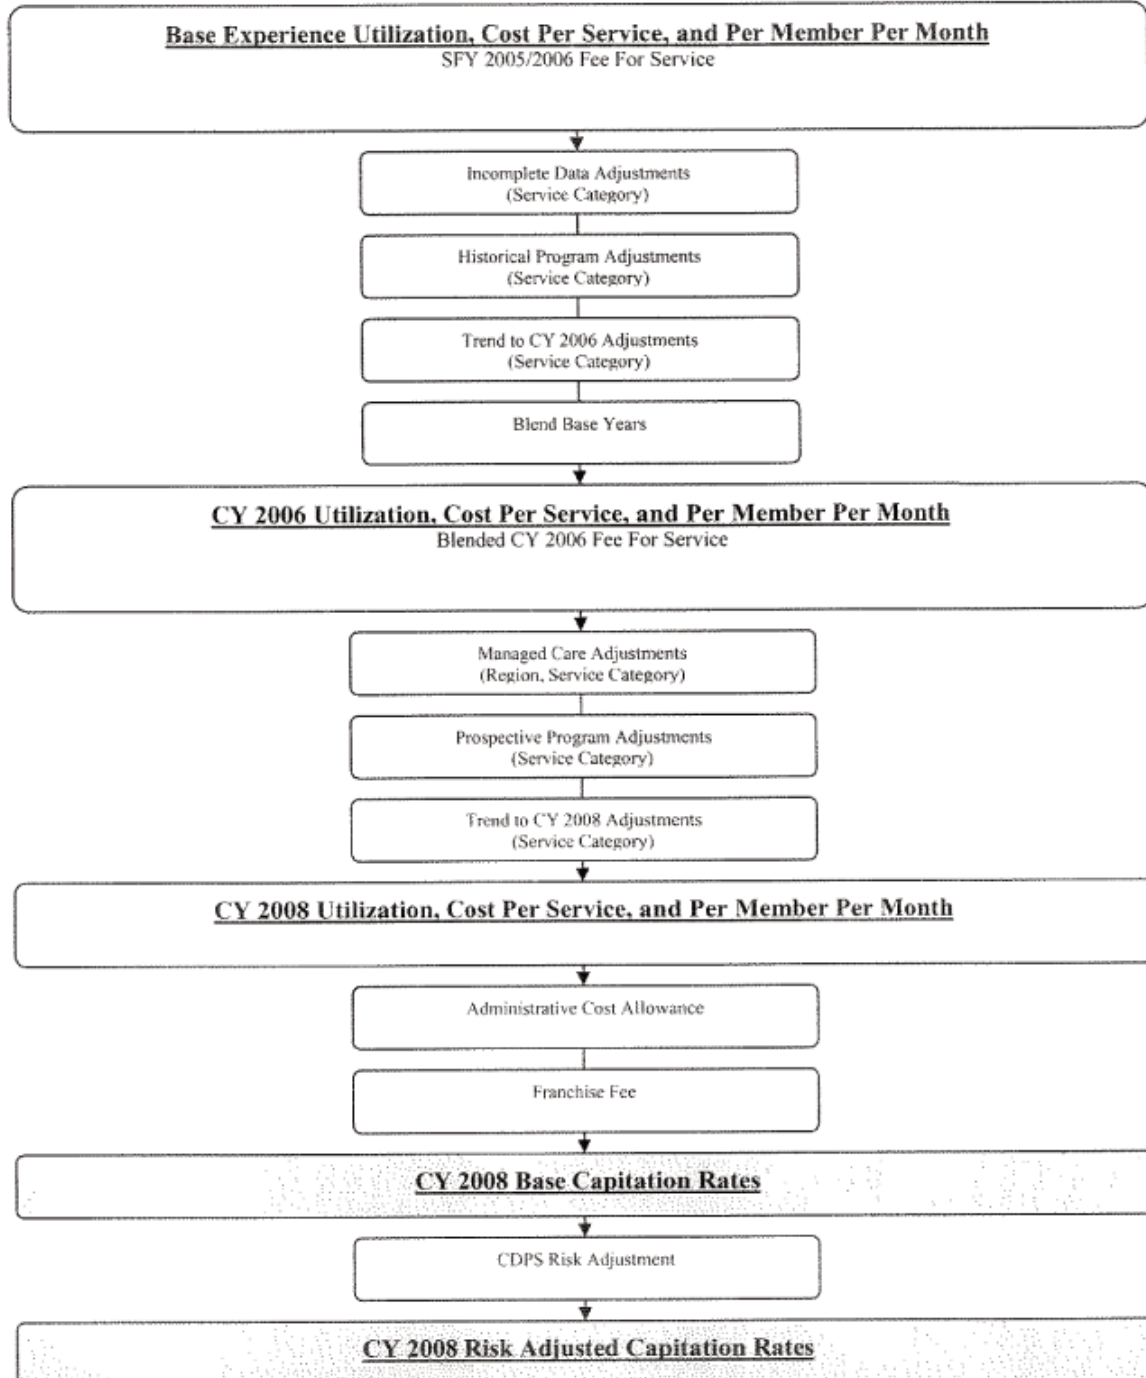 Base Experience Utilization, Cost Per Service, and Per Member Per Month
SFY 2005/2006 Fee For Service
Incomplete Data Adjustments
(Service Category)
Historical Program Adjustments
(Service Category)
Trend to CY 2006 Adjustments
(Service Category)
Blend Base Years
CY 2006 Utilization, Cost Per Service, and Per Member Per Month
Blended CY 2006 Fee For Service
Managed Care Adjustments
(Region, Service Category)
Prospective Program Adjustments
(Service Category)
Trend to CY 2008 Adjustments
(Service Category)
CY 2008 Utilization, Cost Per Service, and Per Member Per Month
Administrative Cost Allowance
Franchise Fee
CY 2008 Base Capitation Rates
CDPS Risk Adjustment
CY 2008 Risk Adjusted Capitation Rates